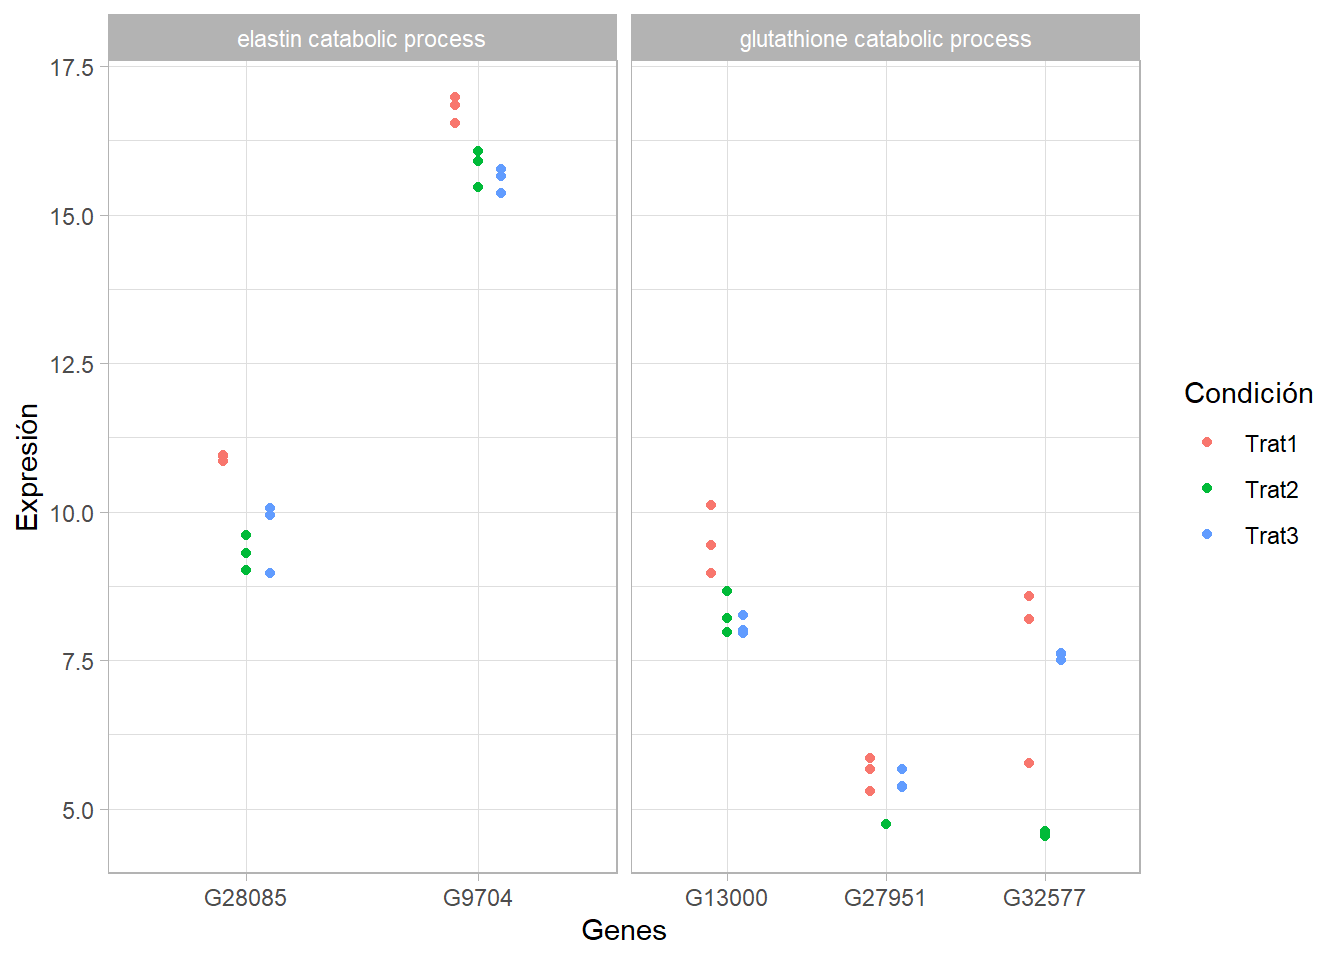 elastin catabolic process
glutathione catabolic process
17.5
15.0
12.5
10.0
7.5
5.0
Expresión
G28085
G9704
G13000
G27951
G32577
Genes
Condición
Trat1
Trat2
Trat3